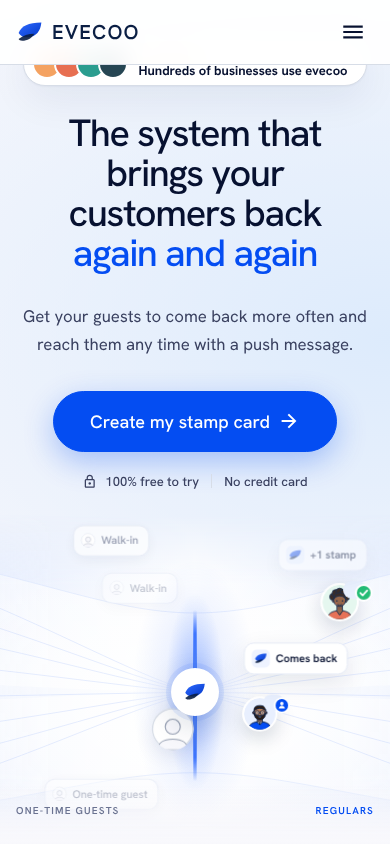 EVECOO
Hundreds of businesses use evecoo
The system that
brings your
customers back
again and again
Get your guests to come back more often and
reach them any time with a push message.
Create my stamp card
100% free to try
No credit card
Walk-in
+1 stamp
Walk-in
Comes back
One-time guest
ONE-TIME GUESTS
REGULARS